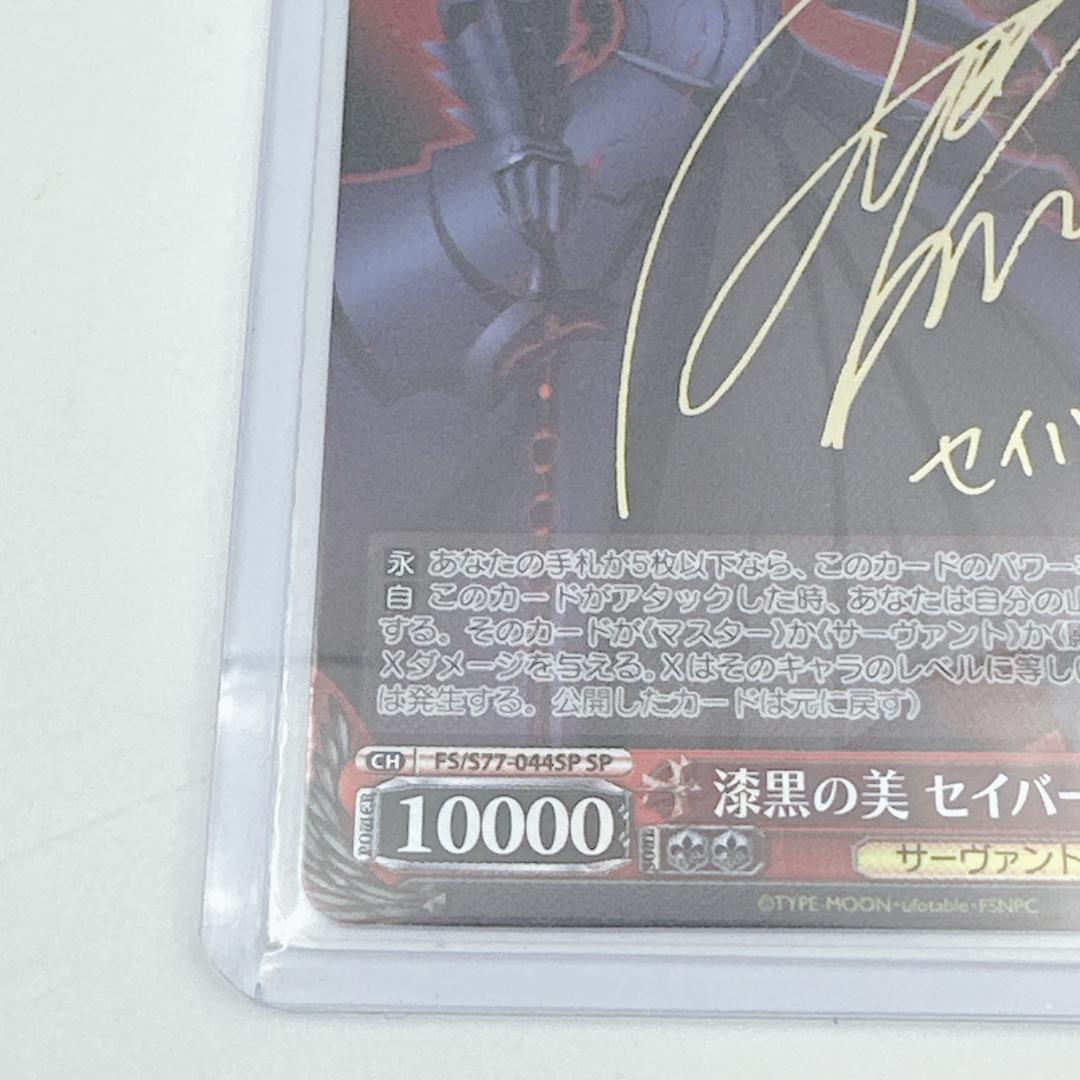 セイバ
永 あなたの手札が5枚以下なら、このカードのパワーを
自 このカードがアタックした時、あなたは自分の山
する。そのカードが《マスター》か《サーヴァント》か《
Xダメージを与える。Xはそのキャラのレベルに等しい
は発生する。公開したカードは元に戻す）
CH FS/S77-044SP SP
POWER 10000 漆黒の美 セイバー
SOUL サーヴァント
©TYPE-MOON・ufotable・FSNPC